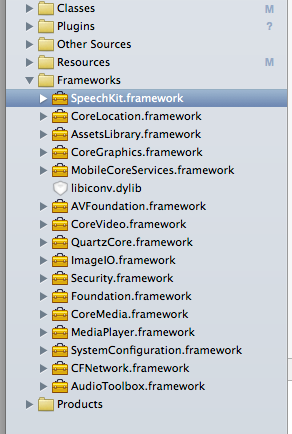 Classes M
Plugins ?
Other Sources
Resources M
Frameworks
SpeechKit.framework
CoreLocation.framework
AssetsLibrary.framework
CoreGraphics.framework
MobileCoreServices.framework
libiconv.dylib
AVFoundation.framework
CoreVideo.framework
QuartzCore.framework
ImageIO.framework
Security.framework
Foundation.framework
CoreMedia.framework
MediaPlayer.framework
SystemConfiguration.framework
CFNetwork.framework
AudioToolbox.framework
Products